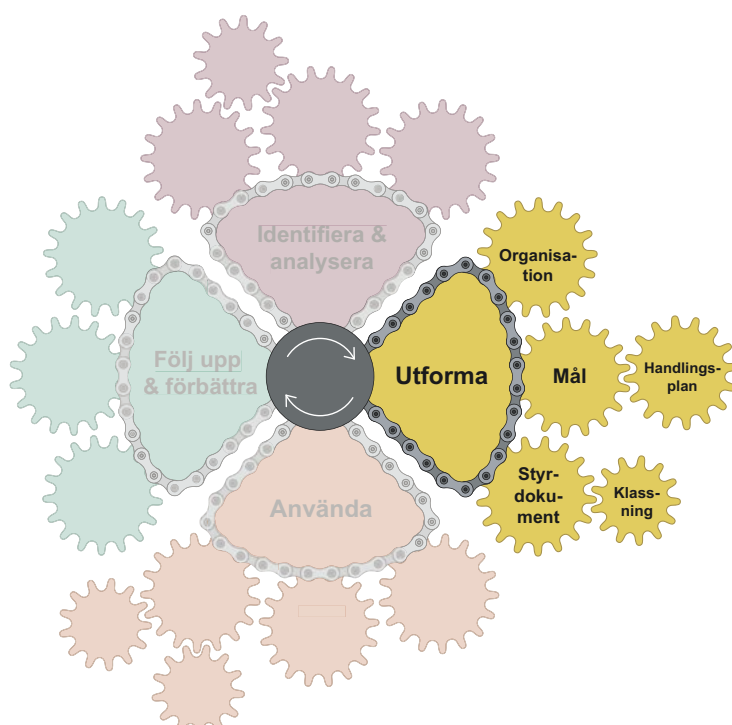 Identifiera &
analysera
Organisa-
tion
Följ upp
& förbättra
Utforma
Mål
Handlings-
plan
Styr-
doku-
ment
Klass-
ning
Använda